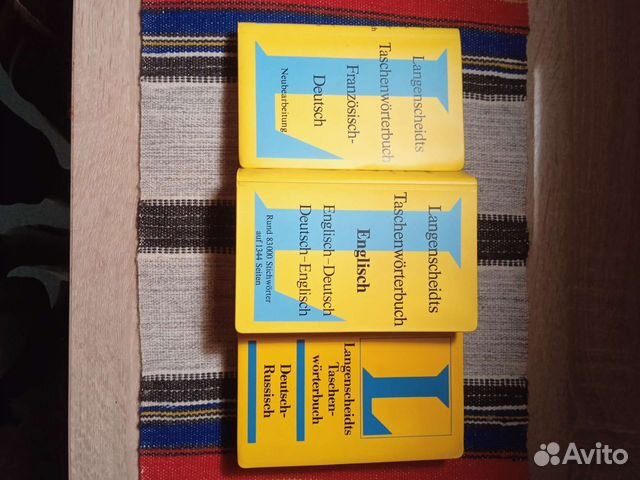 Langenscheidts
Taschenwörterbuch
Französisch-
Deutsch
Neubearbeitung
Langenscheidts
Taschenwörterbuch
Englisch
Englisch–Deutsch
Deutsch–Englisch
Rund 83000 Stichwörter
auf 1344 Seiten
L
Langenscheidts
Taschen-
wörterbuch
Deutsch-
Russisch
Avito